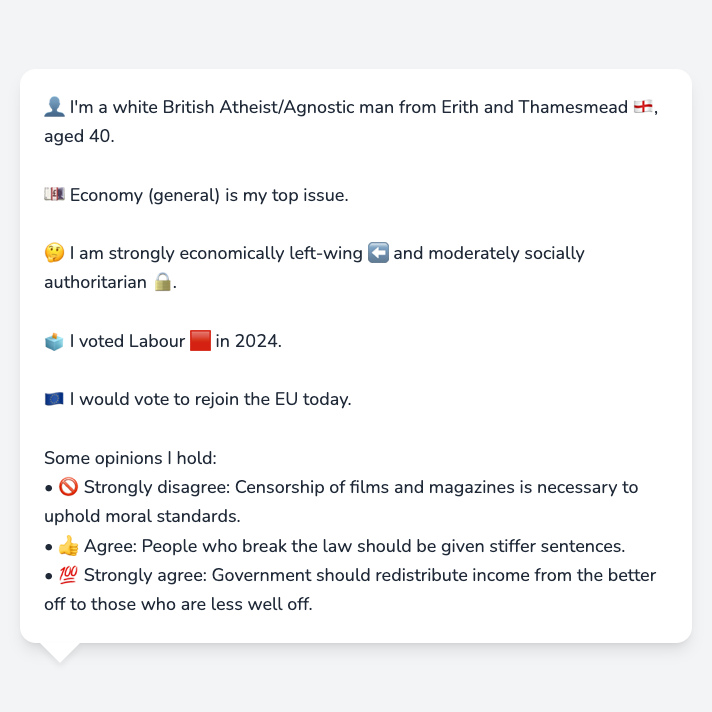 👤 I'm a white British Atheist/Agnostic man from Erith and Thamesmead 🏴󠁧󠁢󠁥󠁮󠁧󠁿,
aged 40.
💷 Economy (general) is my top issue.
🤔 I am strongly economically left-wing ⬅️ and moderately socially
authoritarian 🔒.
🗳️ I voted Labour 🟥 in 2024.
🇪🇺 I would vote to rejoin the EU today.
Some opinions I hold:
• 🚫 Strongly disagree: Censorship of films and magazines is necessary to
uphold moral standards.
• 👍 Agree: People who break the law should be given stiffer sentences.
• 💯 Strongly agree: Government should redistribute income from the better
off to those who are less well off.